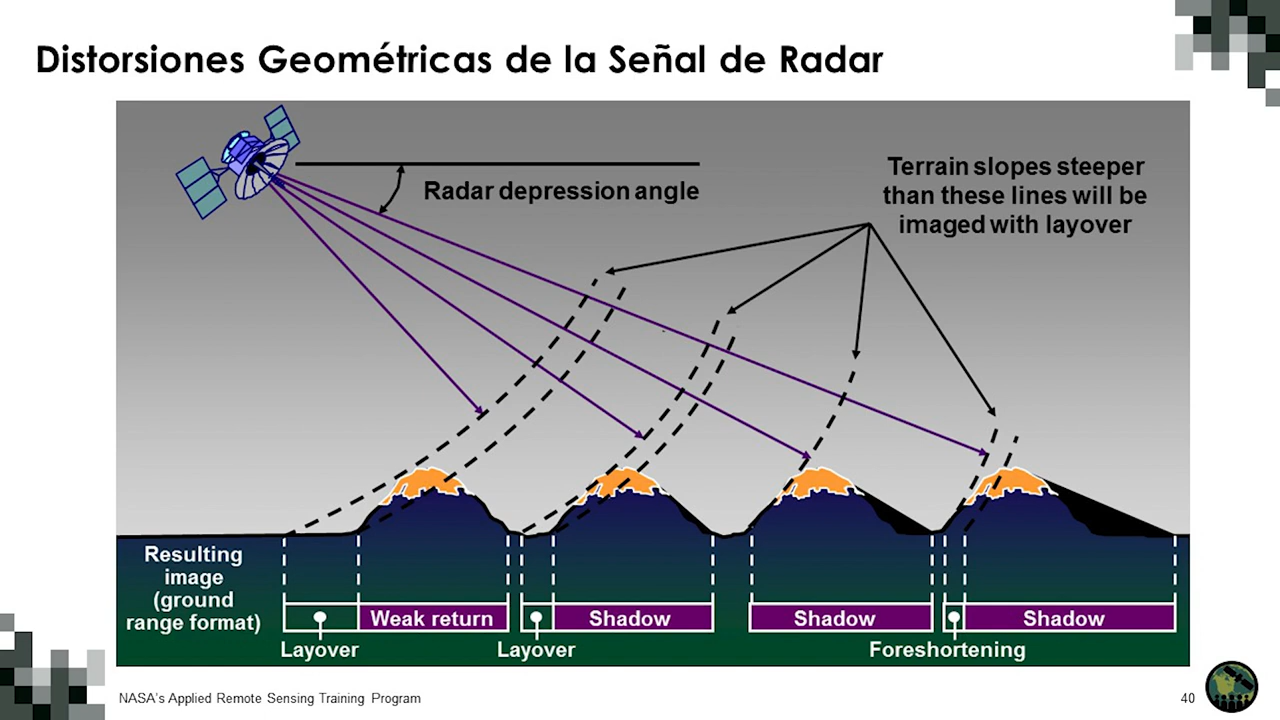 Distorsiones Geométricas de la Señal de Radar
Radar depression angle
Terrain slopes steeper
than these lines will be
imaged with layover
Resulting
image
(ground
range format)
Weak return
Shadow
Shadow
Shadow
Layover
Layover
Foreshortening
NASA's Applied Remote Sensing Training Program
40